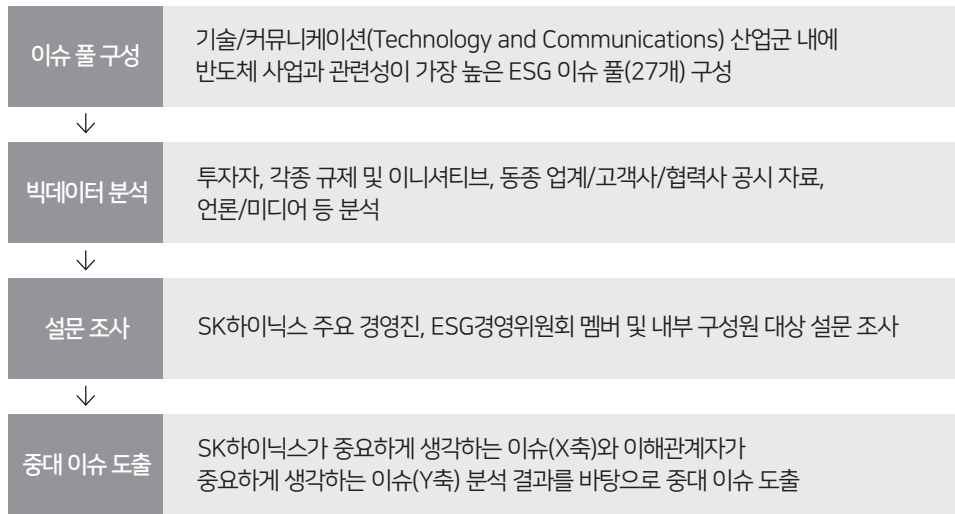 이슈 풀 구성
기술/커뮤니케이션(Technology and Communications) 산업군 내에
반도체 사업과 관련성이 가장 높은 ESG 이슈 풀(27개) 구성
빅데이터 분석
투자자, 각종 규제 및 이니셔티브, 동종 업계/고객사/협력사 공시 자료,
언론/미디어 등 분석
설문 조사
SK하이닉스 주요 경영진, ESG경영위원회 멤버 및 내부 구성원 대상 설문 조사
중대 이슈 도출
SK하이닉스가 중요하게 생각하는 이슈(X축)와 이해관계자가
중요하게 생각하는 이슈(Y축) 분석 결과를 바탕으로 중대 이슈 도출